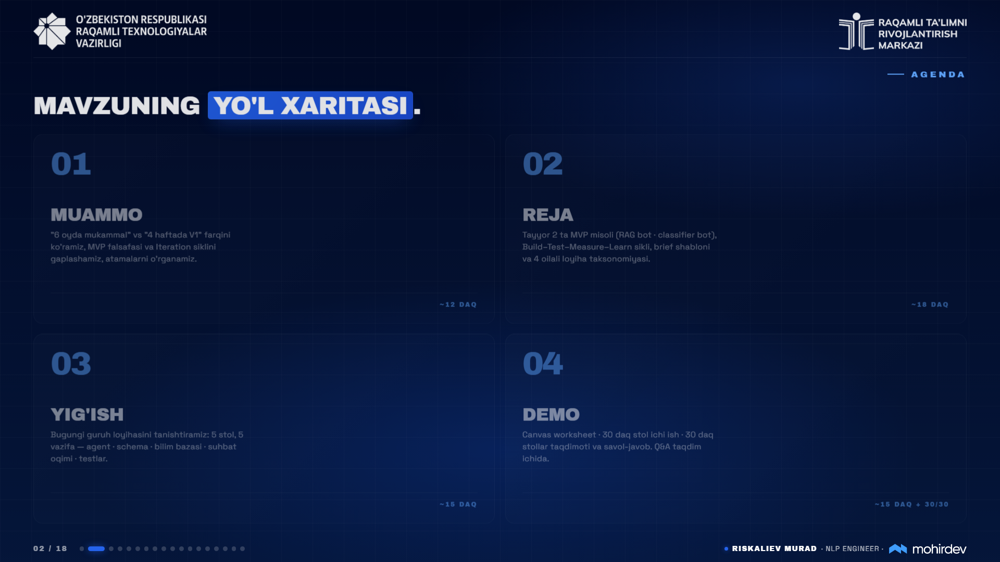 O'ZBEKISTON RESPUBLIKASI
RAQAMLI TEXNOLOGIYALAR
VAZIRLIGI
RAQAMLI TA'LIMNI
RIVOJLANTIRISH
MARKAZI
AGENDA
MAVZUNING YO'L XARITASI.
01
MUAMMO
"6 oyda mukammal" vs "4 haftada V1" farqini
ko'ramiz, MVP falsafasi va Iteration siklini
gaplashamiz, atamalarni o'rganamiz.
~12 DAQ
02
REJA
Tayyor 2 ta MVP misoli (RAG bot · classifier bot),
Build–Test–Measure–Learn sikli, brief shabloni
va 4 oilali loyiha taksonomiyasi.
~18 DAQ
03
YIG'ISH
Bugungi guruh loyihasini tanishtiramiz: 5 stol, 5
vazifa — agent · schema · bilim bazasi · suhbat
oqimi · testlar.
~15 DAQ
04
DEMO
Canvas worksheet · 30 daq stol ichi ish · 30 daq
stollar taqdimoti va savol-javob. Q&A taqdim
ichida.
~15 DAQ + 30/30
02 / 18
RISKALIEV MURAD · NLP ENGINEER · mohirdev